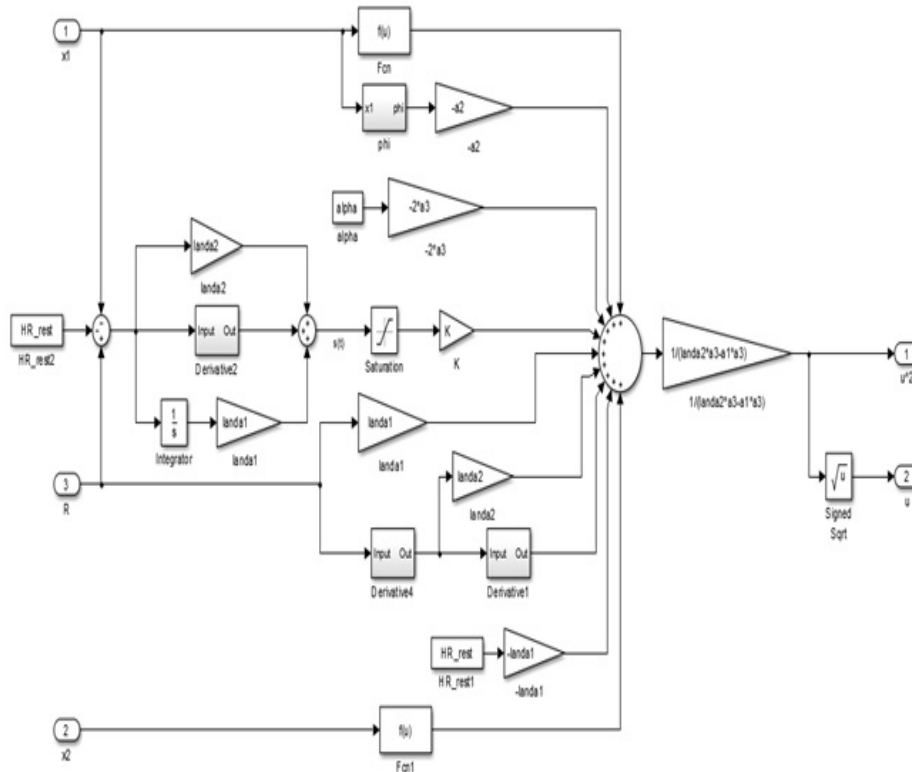 1
x1
f(u)
Fcn
x1 phi
phi
-a2
-a2
alpha
alpha
-2*a3
-2*a3
landa2
landa2
HR_rest
HR_rest2
Input Out
Derivative2
s(t)
Saturation
K
K
1/(landa2*a3-a1*a3)
1/(landa2*a3-a1*a3)
1
u^2
1
s
Integrator
landa1
landa1
landa1
landa1
3
R
landa2
landa2
√u
Signed
Sqrt
2
u
Input Out
Derivative4
Input Out
Derivative1
HR_rest
HR_rest1
-landa1
-landa1
2
x2
f(u)
Fcn1